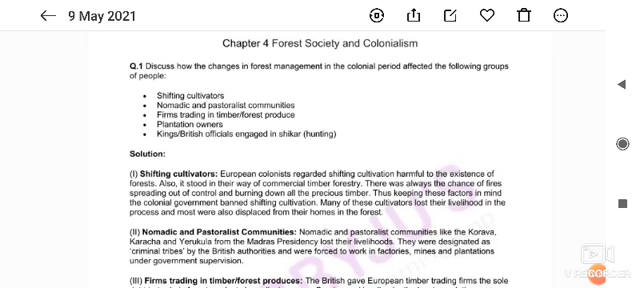 9 May 2021
Chapter 4 Forest Society and Colonialism
Q.1 Discuss how the changes in forest management in the colonial period affected the following groups
of people:
• Shifting cultivators
• Nomadic and pastoralist communities
• Firms trading in timber/forest produce
• Plantation owners
• Kings/British officials engaged in shikar (hunting)
Solution:
(I) Shifting cultivators: European colonists regarded shifting cultivation harmful to the existence of
forests. Also, it stood in their way of commercial timber forestry. There was always the chance of fires
spreading out of control and burning down all the precious timber. Thus keeping these factors in mind
the colonial government banned shifting cultivation. Many of these cultivators lost their livelihood in the
process and most were also displaced from their homes in the forest.
(II) Nomadic and Pastoralist Communities: Nomadic and pastoralist communities like the Korava,
Karacha and Yerukula from the Madras Presidency lost their livelihoods. They were designated as
'criminal tribes' by the British authorities and were forced to work in factories, mines and plantations
under government supervision.
(III) Firms trading in timber/forest produces: The British gave European timber trading firms the sole
BYJU'S
V RECORDER